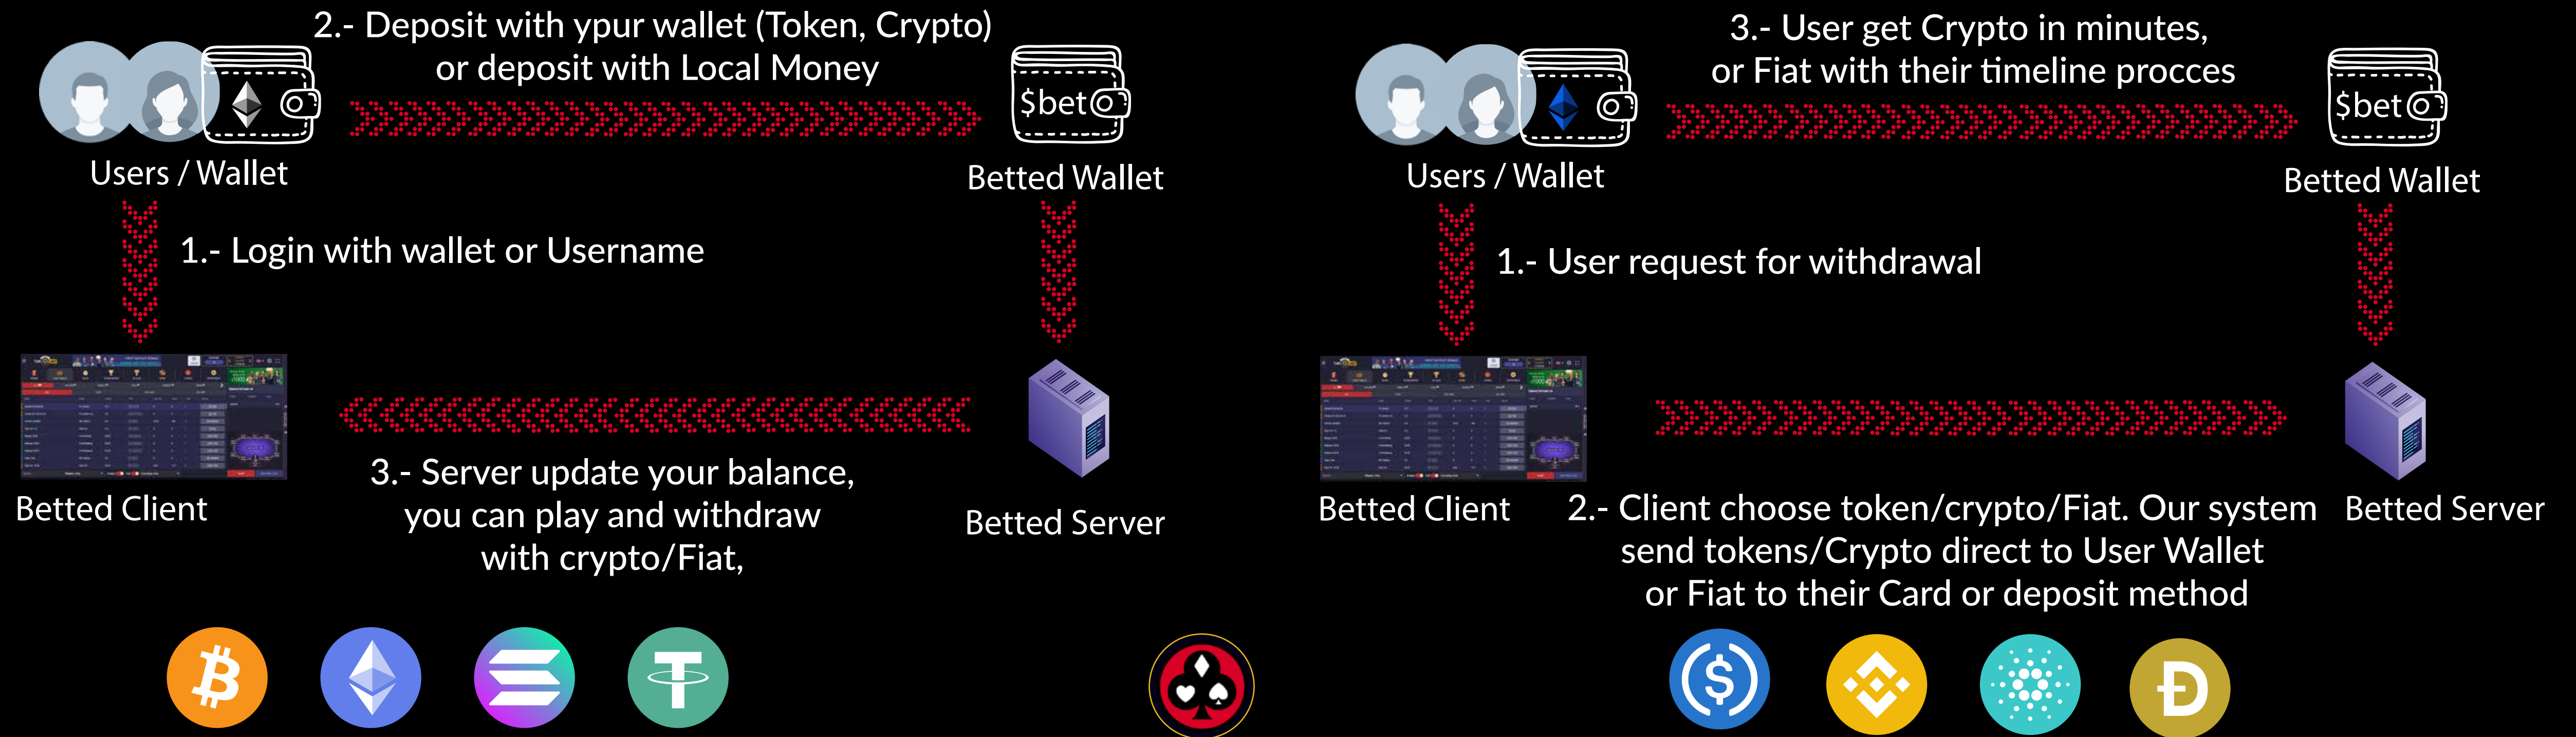 2.- Deposit with ypur wallet (Token, Crypto)
or deposit with Local Money
$bet
Users / Wallet
Betted Wallet
1.- Login with wallet or Username
Betted Client
3.- Server update your balance,
you can play and withdraw
with crypto/Fiat,
Betted Server
3.- User get Crypto in minutes,
or Fiat with their timeline procces
$bet
Users / Wallet
Betted Wallet
1.- User request for withdrawal
Betted Client
2.- Client choose token/crypto/Fiat. Our system
send tokens/Crypto direct to User Wallet
or Fiat to their Card or deposit method
Betted Server